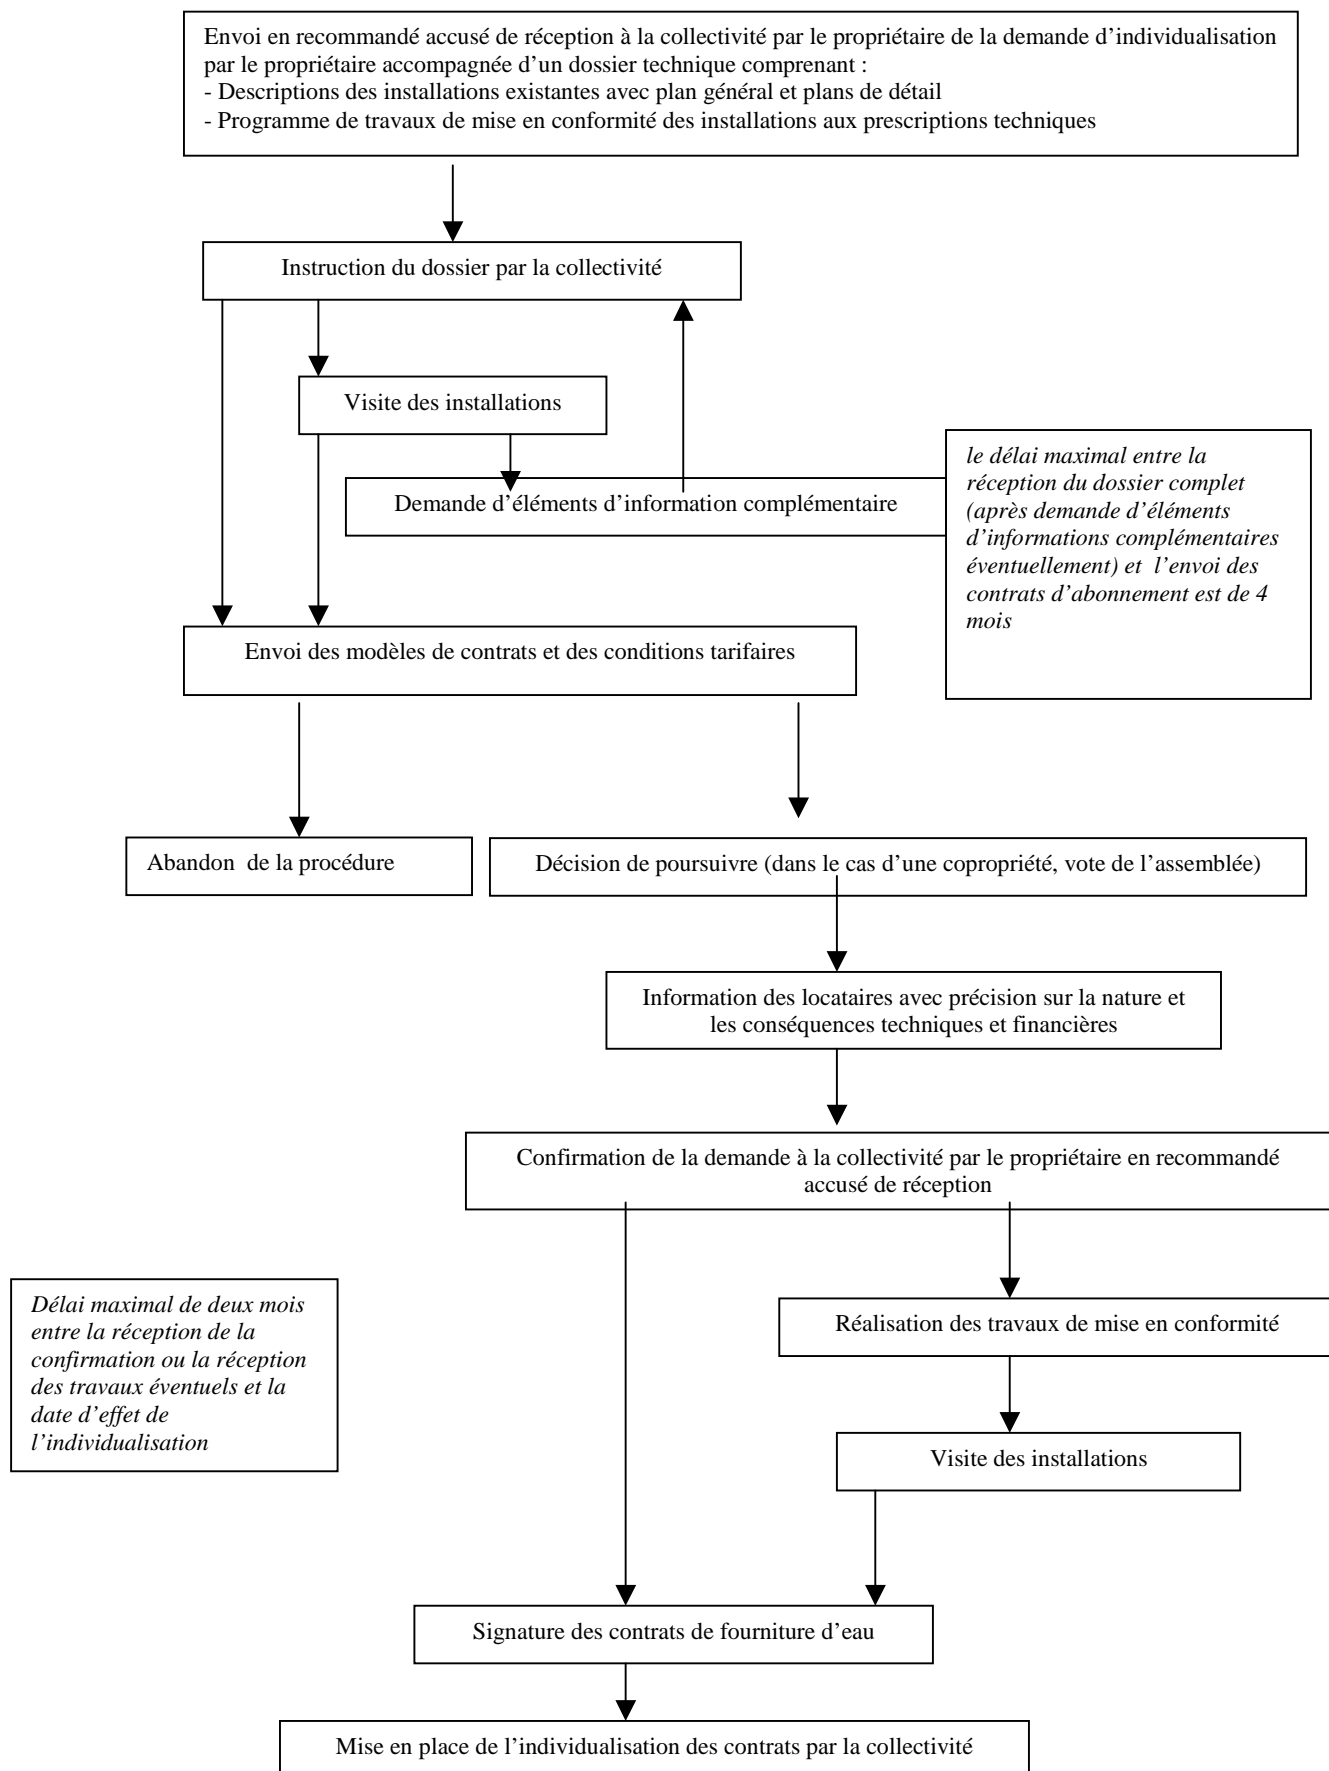 Envoi en recommandé accusé de réception à la collectivité par le propriétaire de la demande d’individualisation
par le propriétaire accompagnée d’un dossier technique comprenant :
- Descriptions des installations existantes avec plan général et plans de détail
- Programme de travaux de mise en conformité des installations aux prescriptions techniques
Instruction du dossier par la collectivité
Visite des installations
Demande d’éléments d’information complémentaire
le délai maximal entre la
réception du dossier complet
(après demande d’éléments
d’informations complémentaires
éventuellement) et l’envoi des
contrats d’abonnement est de 4
mois
Envoi des modèles de contrats et des conditions tarifaires
Abandon de la procédure
Décision de poursuivre (dans le cas d’une copropriété, vote de l’assemblée)
Information des locataires avec précision sur la nature et
les conséquences techniques et financières
Confirmation de la demande à la collectivité par le propriétaire en recommandé
accusé de réception
Délai maximal de deux mois
entre la réception de la
confirmation ou la réception
des travaux éventuels et la
date d’effet de
l’individualisation
Réalisation des travaux de mise en conformité
Visite des installations
Signature des contrats de fourniture d’eau
Mise en place de l’individualisation des contrats par la collectivité